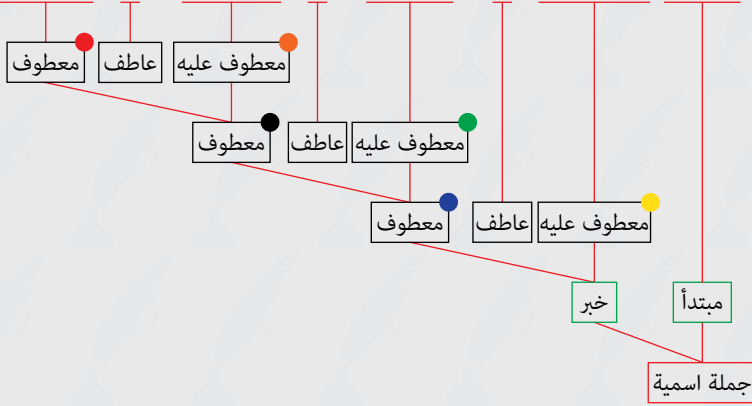 معطوف عليه عاطف معطوف
معطوف عليه عاطف معطوف
معطوف عليه عاطف معطوف
مبتدأ خبر
جملة اسمية